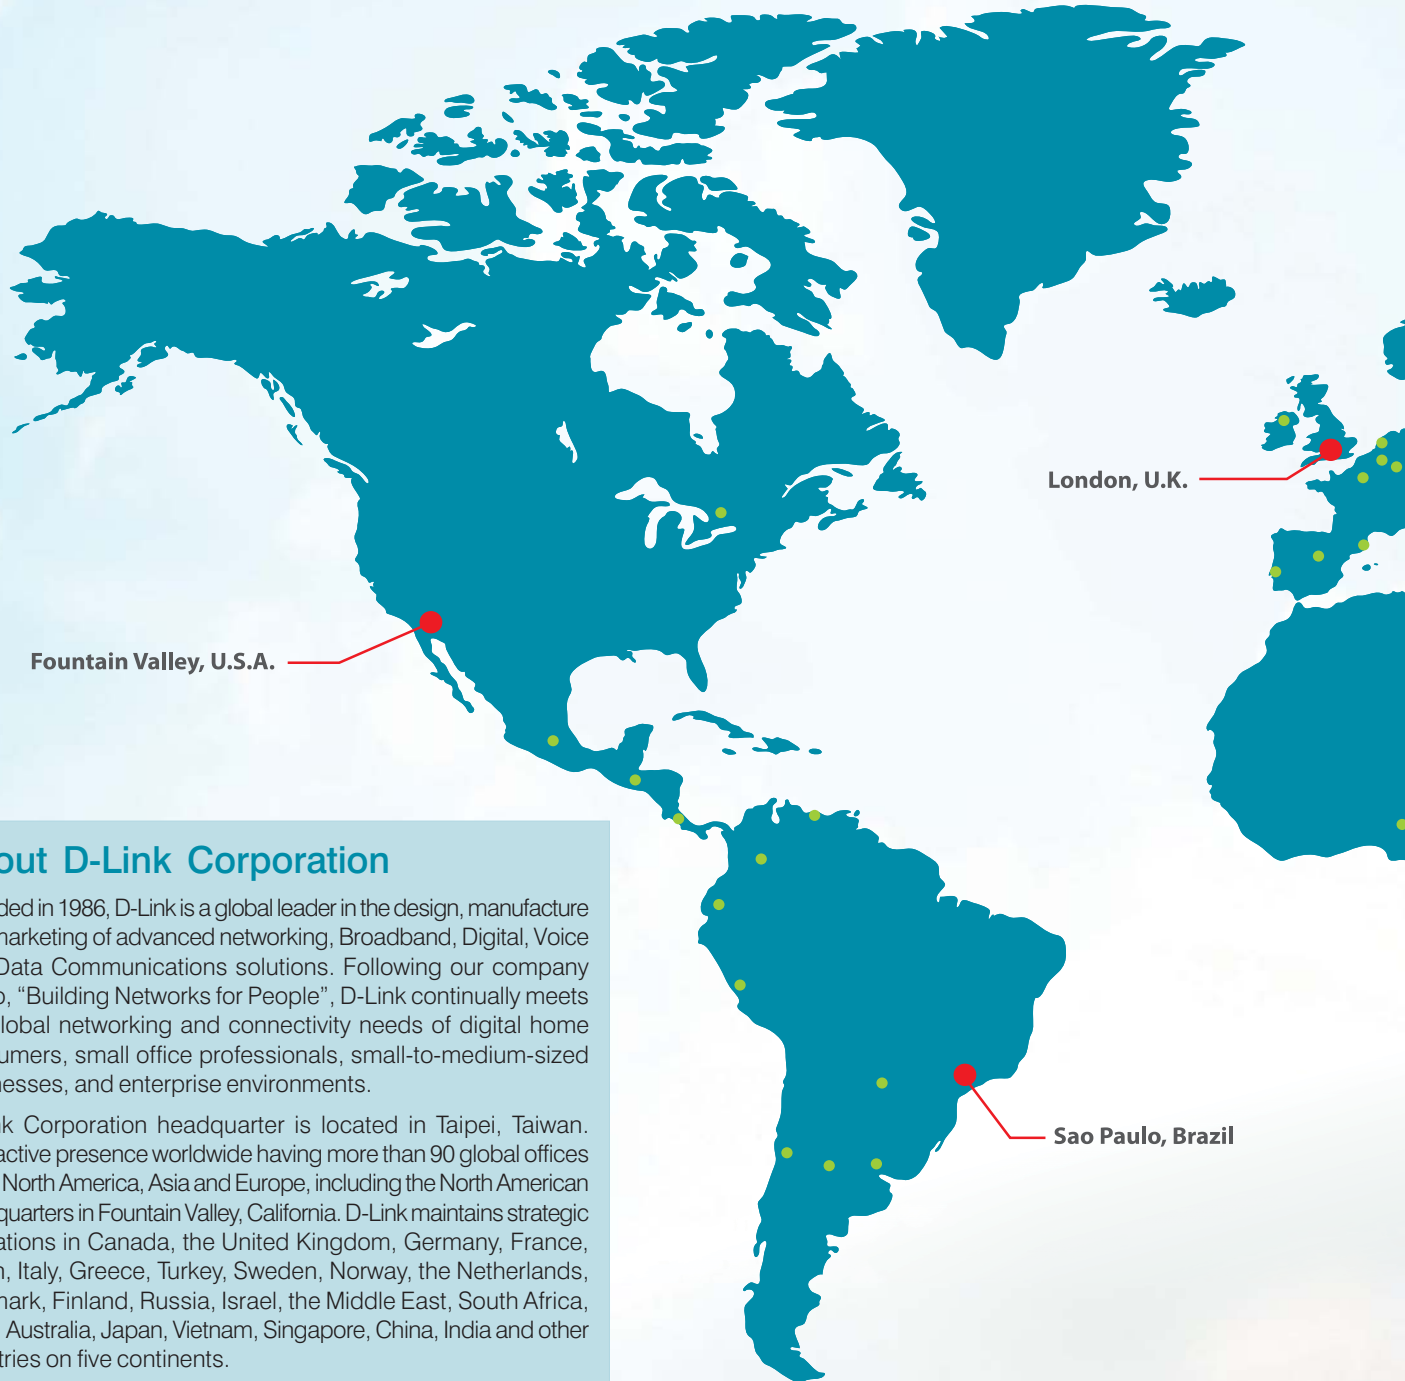 London, U.K.
Fountain Valley, U.S.A.
out D-Link Corporation
ded in 1986, D-Link is a global leader in the design, manufacture
marketing of advanced networking, Broadband, Digital, Voice
Data Communications solutions. Following our company
o, “Building Networks for People”, D-Link continually meets
lobal networking and connectivity needs of digital home
umers, small office professionals, small-to-medium-sized
nesses, and enterprise environments.
nk Corporation headquarter is located in Taipei, Taiwan.
active presence worldwide having more than 90 global offices
North America, Asia and Europe, including the North American
quarters in Fountain Valley, California. D-Link maintains strategic
ations in Canada, the United Kingdom, Germany, France,
n, Italy, Greece, Turkey, Sweden, Norway, the Netherlands,
mark, Finland, Russia, Israel, the Middle East, South Africa,
, Australia, Japan, Vietnam, Singapore, China, India and other
tries on five continents.
Sao Paulo, Brazil